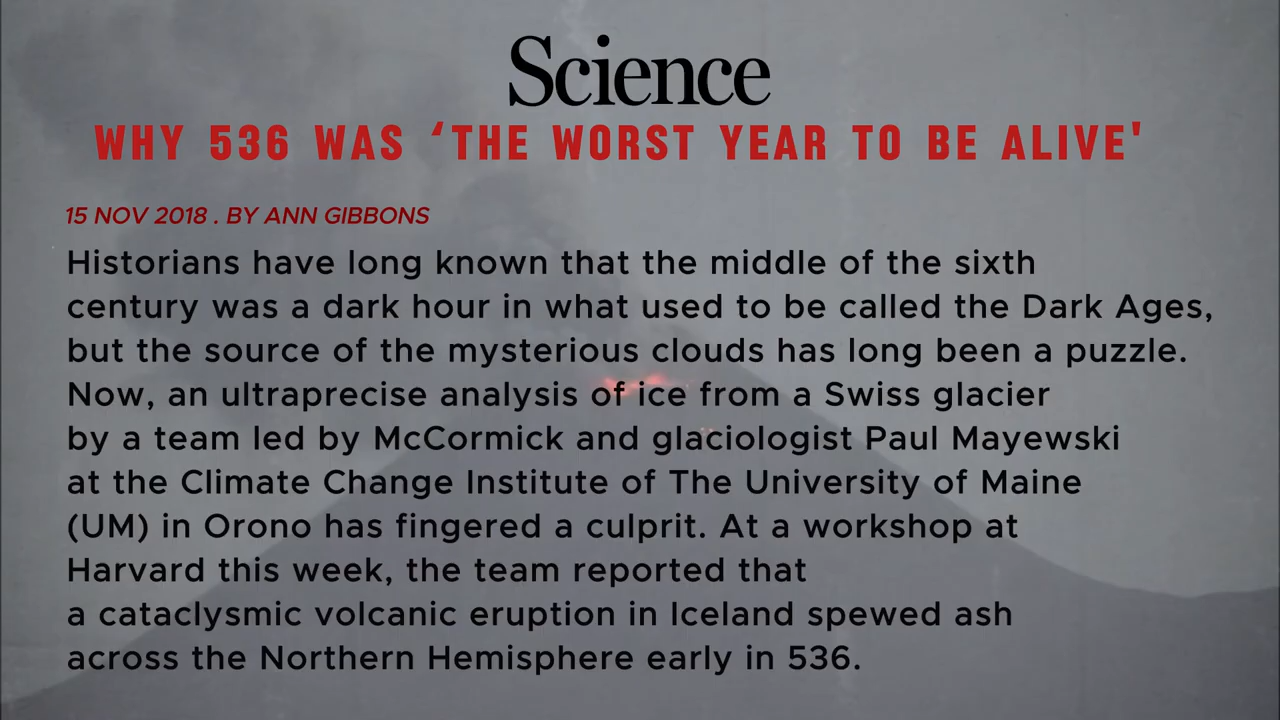 Science
WHY 536 WAS ‘THE WORST YEAR TO BE ALIVE'
15 NOV 2018 . BY ANN GIBBONS
Historians have long known that the middle of the sixth
century was a dark hour in what used to be called the Dark Ages,
but the source of the mysterious clouds has long been a puzzle.
Now, an ultraprecise analysis of ice from a Swiss glacier
by a team led by McCormick and glaciologist Paul Mayewski
at the Climate Change Institute of The University of Maine
(UM) in Orono has fingered a culprit. At a workshop at
Harvard this week, the team reported that
a cataclysmic volcanic eruption in Iceland spewed ash
across the Northern Hemisphere early in 536.